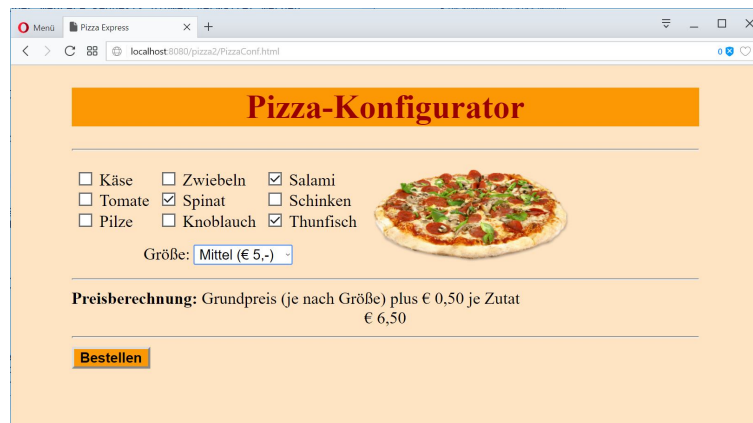 Menü Pizza Express
localhost:8080/pizza2/PizzaConf.html 0
Pizza-Konfigurator
Käse Zwiebeln Salami
Tomate Spinat Schinken
Pilze Knoblauch Thunfisch
Größe: Mittel (€ 5,-)
Preisberechnung: Grundpreis (je nach Größe) plus € 0,50 je Zutat
€ 6,50
Bestellen